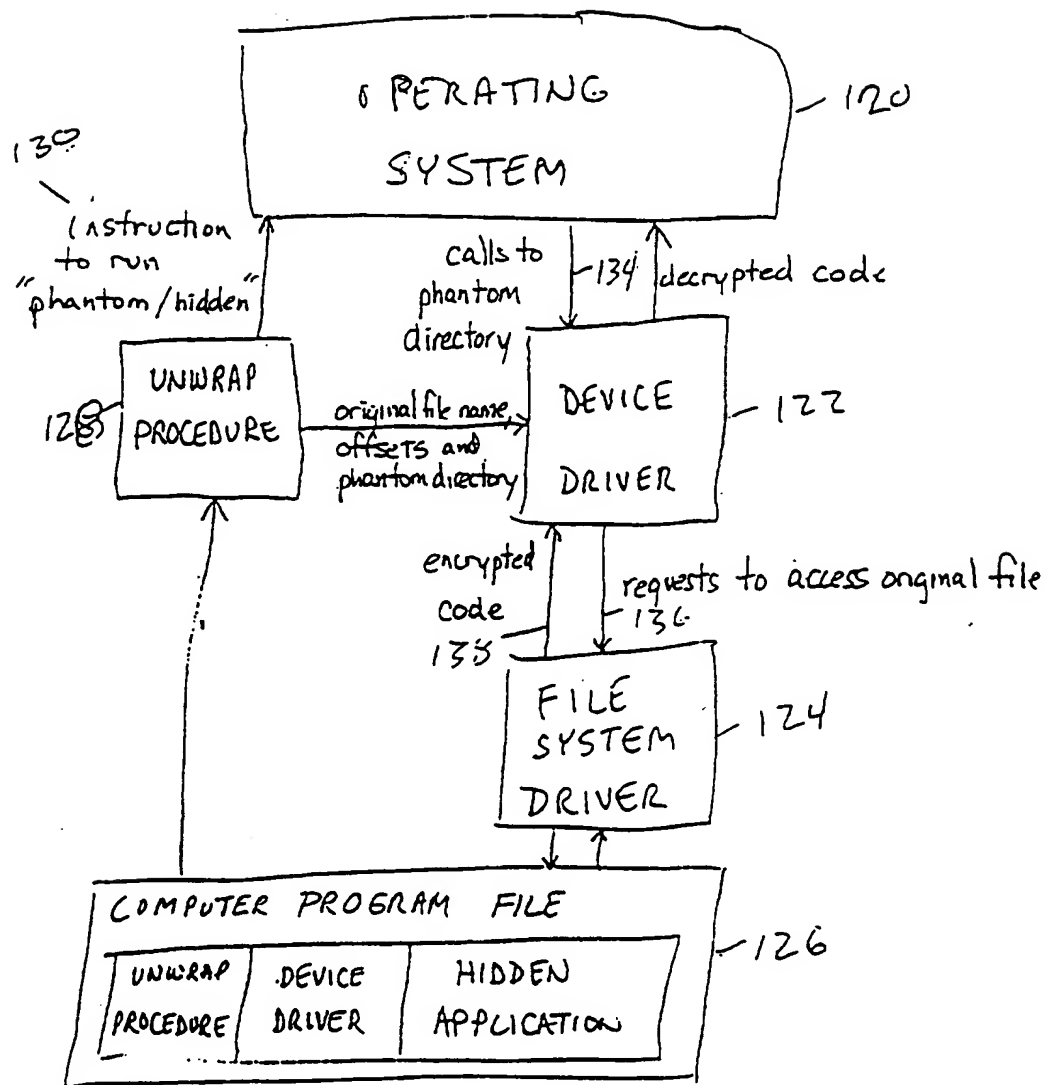 OPERATING
SYSTEM
120
130
instruction
to run
"phantom/hidden"
calls to
phantom
directory
134
decrypted code
UNWRAP
PROCEDURE
128
original file name,
offsets and
phantom directory
DEVICE
DRIVER
122
encrypted
code
138
requests to access original file
136
FILE
SYSTEM
DRIVER
124
COMPUTER PROGRAM FILE
126
UNWRAP
PROCEDURE
DEVICE
DRIVER
HIDDEN
APPLICATION